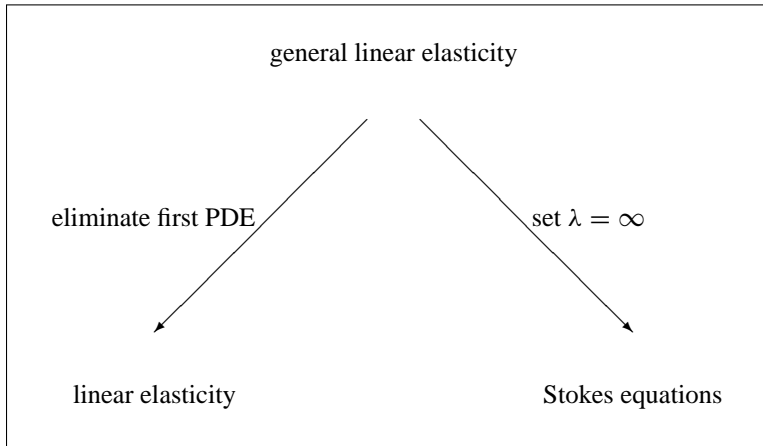 general linear elasticity
eliminate first PDE
set λ = ∞
linear elasticity
Stokes equations